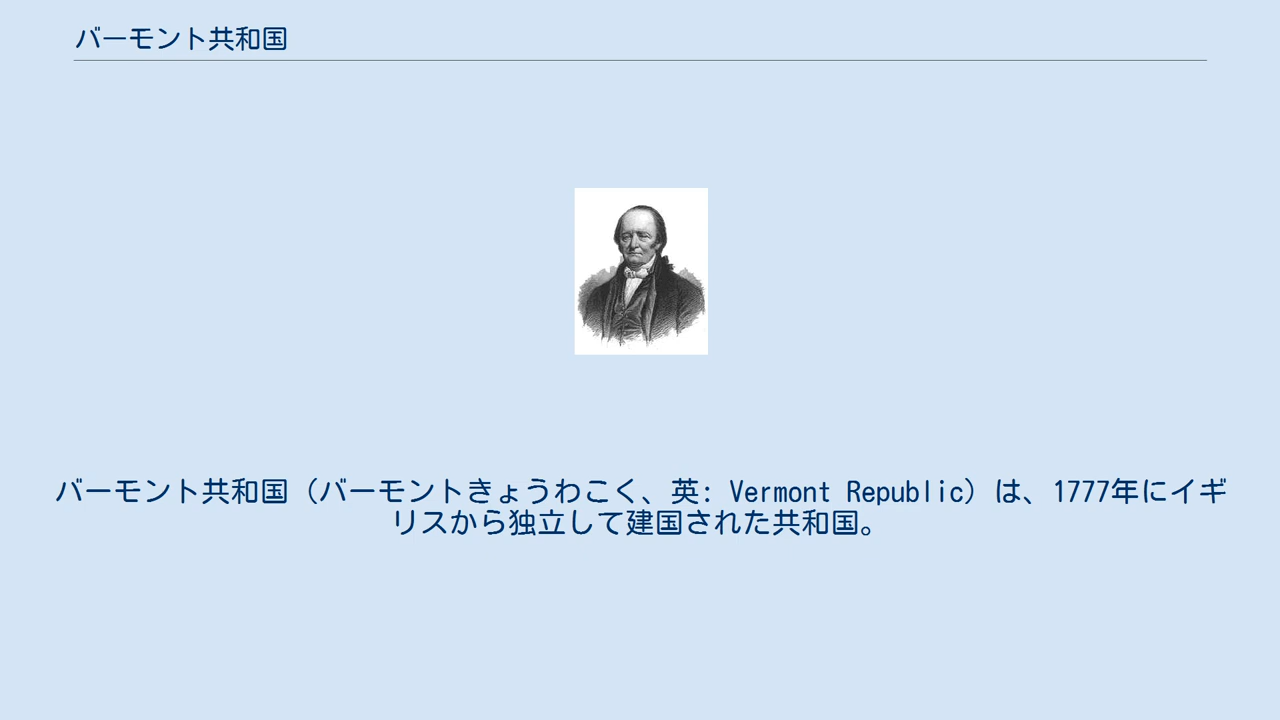 バーモント共和国
バーモント共和国（バーモントきょうわこく、英: Vermont Republic）は、1777年にイギ
リスから独立して建国された共和国。